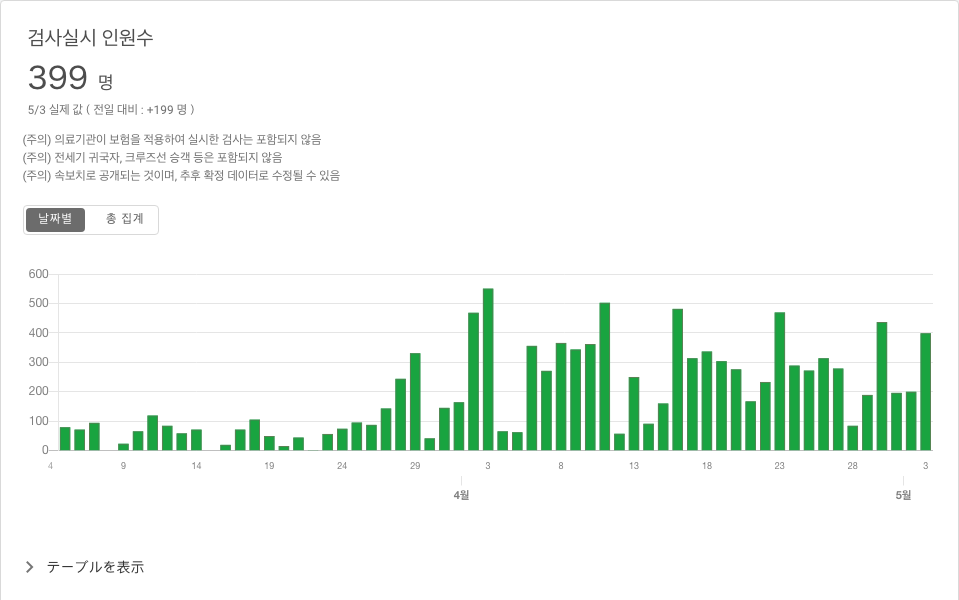 검사실시 인원수
399 명
5/3 실제 값 ( 전일 대비 : +199 명 )
(주의) 의료기관이 보험을 적용하여 실시한 검사는 포함되지 않음
(주의) 전세기 귀국자, 크루즈선 승객 등은 포함되지 않음
(주의) 속보치로 공개되는 것이며, 추후 확정 데이터로 수정될 수 있음
날짜별 총 집계
600
500
400
300
200
100
0
4 9 14 19 24 29 3 8 13 18 23 28 3
4월 5월
テーブルを表示